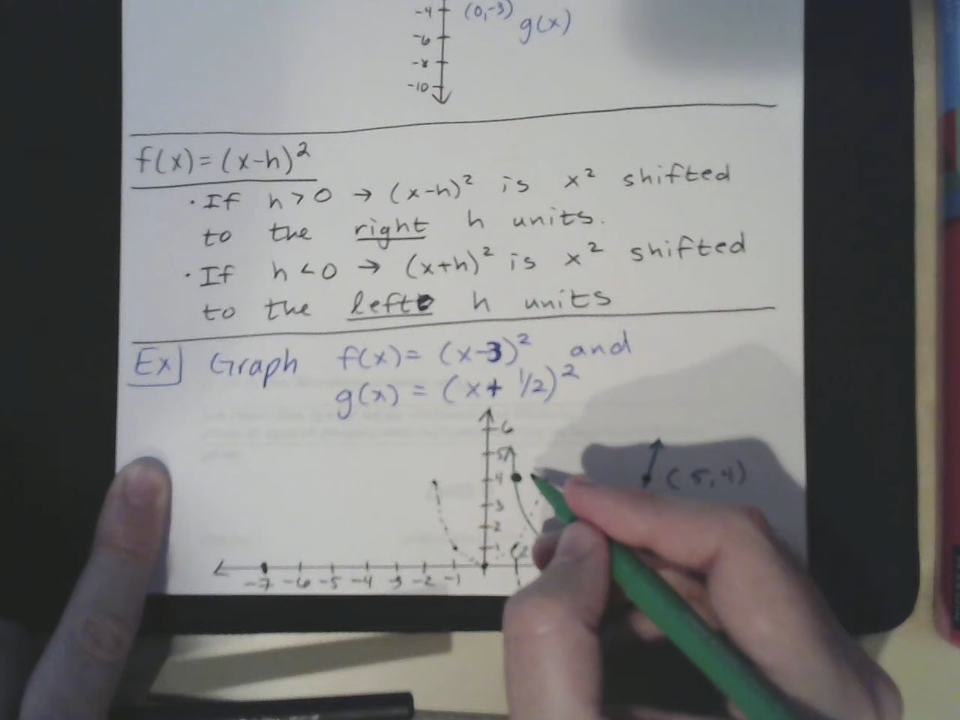 -4 (0,-3) g(x)
-6
-8
-10
f(x) = (x-h)²
· If h > 0 → (x-h)² is x² shifted
to the right h units.
· If h < 0 → (x+h)² is x² shifted
to the left h units
Ex] Graph f(x) = (x-3)² and
g(x) = (x + 1/2)²
6
5
4 (5,4)
3
2
1
-7 -6 -5 -4 -3 -2 -1